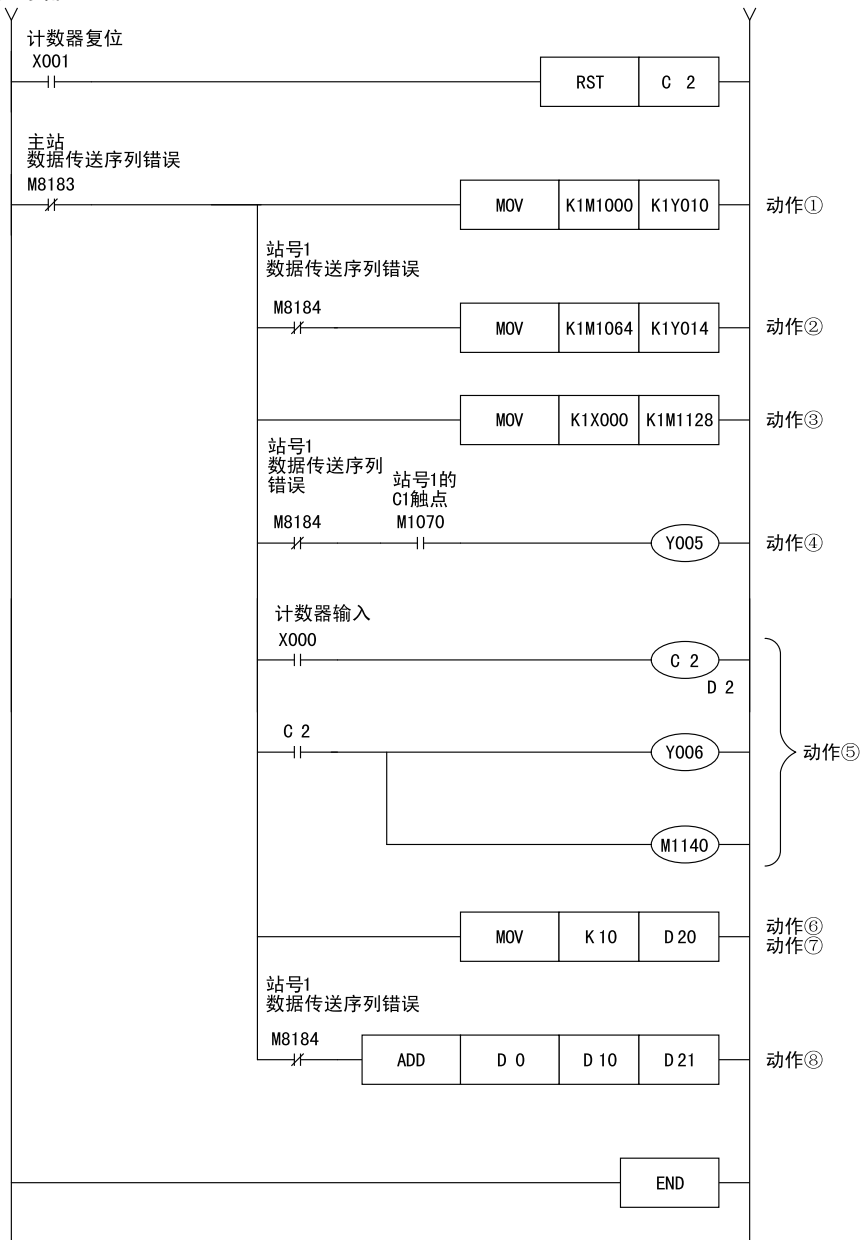 计数器复位
X001
RST C 2
主站
数据传送序列错误
M8183
MOV K1M1000 K1Y010 动作①
站号1
数据传送序列错误
M8184
MOV K1M1064 K1Y014 动作②
MOV K1X000 K1M1128 动作③
站号1
数据传送序列
错误
站号1的
C1触点
M8184 M1070
Y005 动作④
计数器输入
X000
C 2
D 2
C 2
Y006 动作⑤
M1140
MOV K 10 D 20 动作⑥
动作⑦
站号1
数据传送序列错误
M8184
ADD D 0 D 10 D 21 动作⑧
END